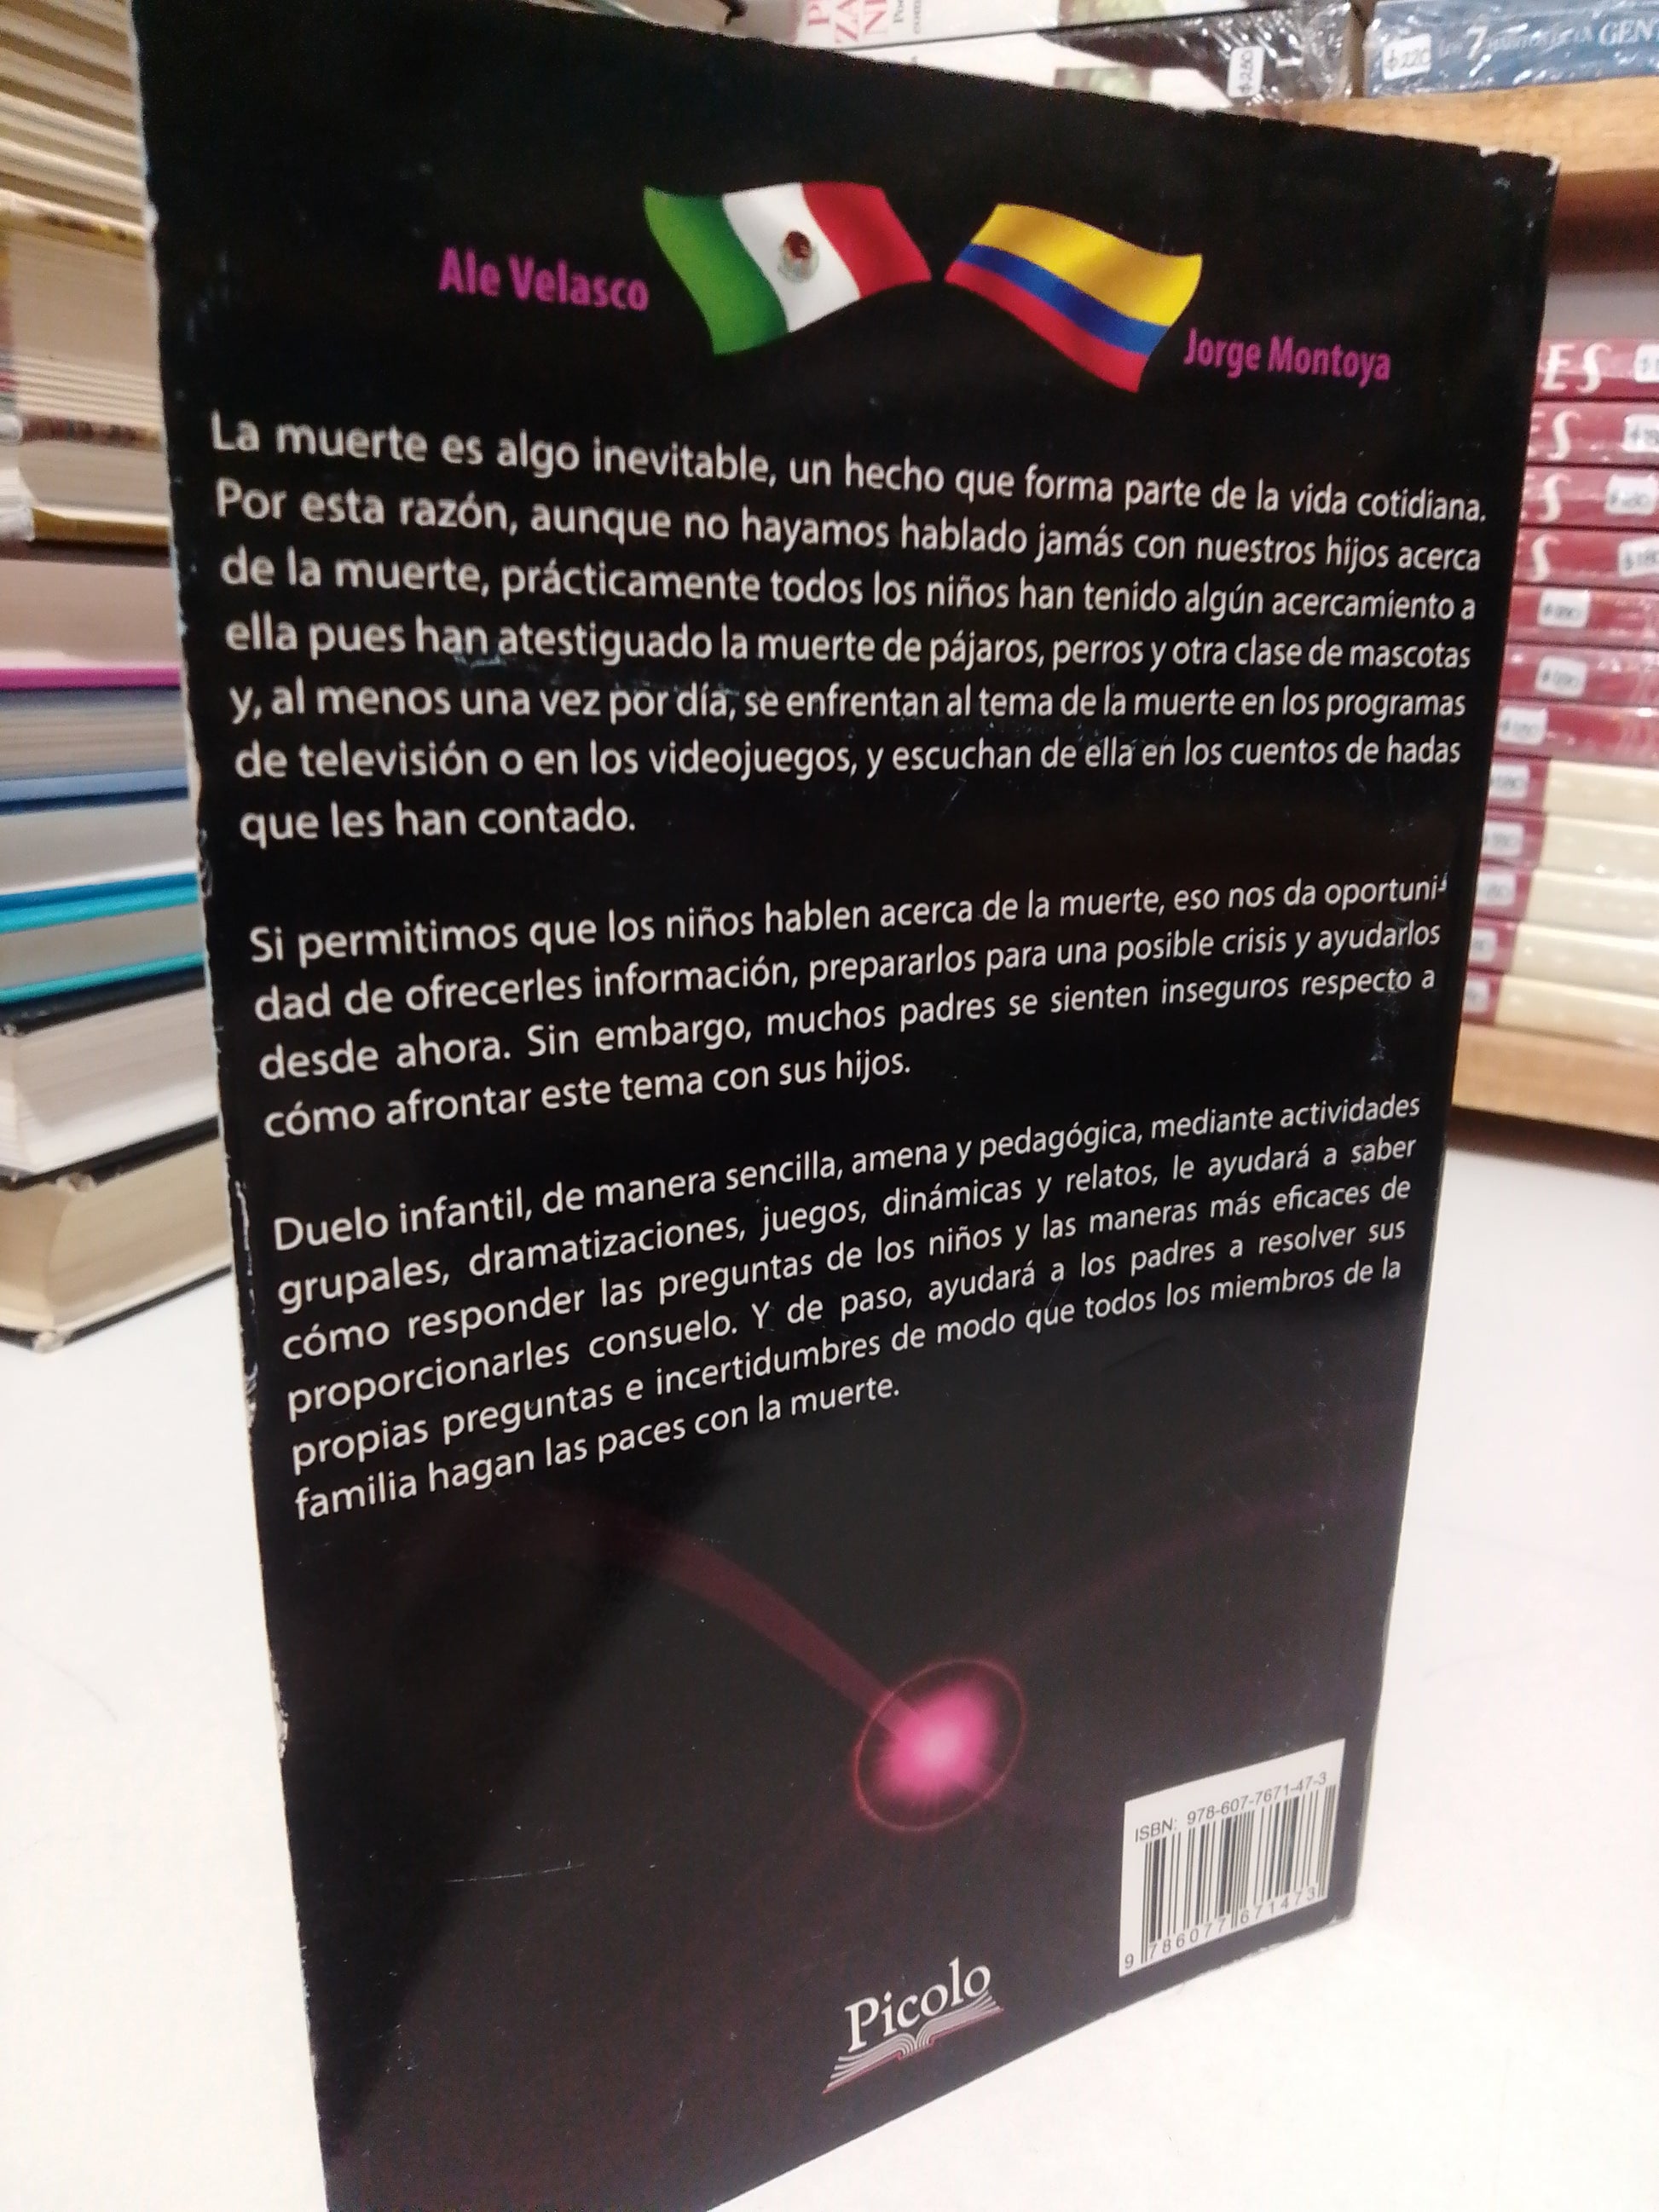 Ale Velasco
Jorge Montoya
La muerte es algo inevitable, un hecho que forma parte de la vida cotidiana.
Por esta razón, aunque no hayamos hablado jamás con nuestros hijos acerca
de la muerte, prácticamente todos los niños han tenido algún acercamiento a
ella pues han atestiguado la muerte de pájaros, perros y otra clase de mascotas
y, al menos una vez por día, se enfrentan al tema de la muerte en los programas
de televisión o en los videojuegos, y escuchan de ella en los cuentos de hadas
que les han contado.
Si permitimos que los niños hablen acerca de la muerte, eso nos da oportuni-
dad de ofrecerles información, prepararlos para una posible crisis y ayudarlos
desde ahora. Sin embargo, muchos padres se sienten inseguros respecto a
cómo afrontar este tema con sus hijos.
Duelo infantil, de manera sencilla, amena y pedagógica, mediante actividades
grupales, dramatizaciones, juegos, dinámicas y relatos, le ayudará a saber
cómo responder las preguntas de los niños y las maneras más eficaces de
proporcionarles consuelo. Y de paso, ayudará a los padres a resolver sus
propias preguntas e incertidumbres de modo que todos los miembros de la
familia hagan las paces con la muerte.
ISBN: 978-607-7671-47-3
9 786077 671473
Picolo
$280
$220
7
GEN
ES
S
S
S